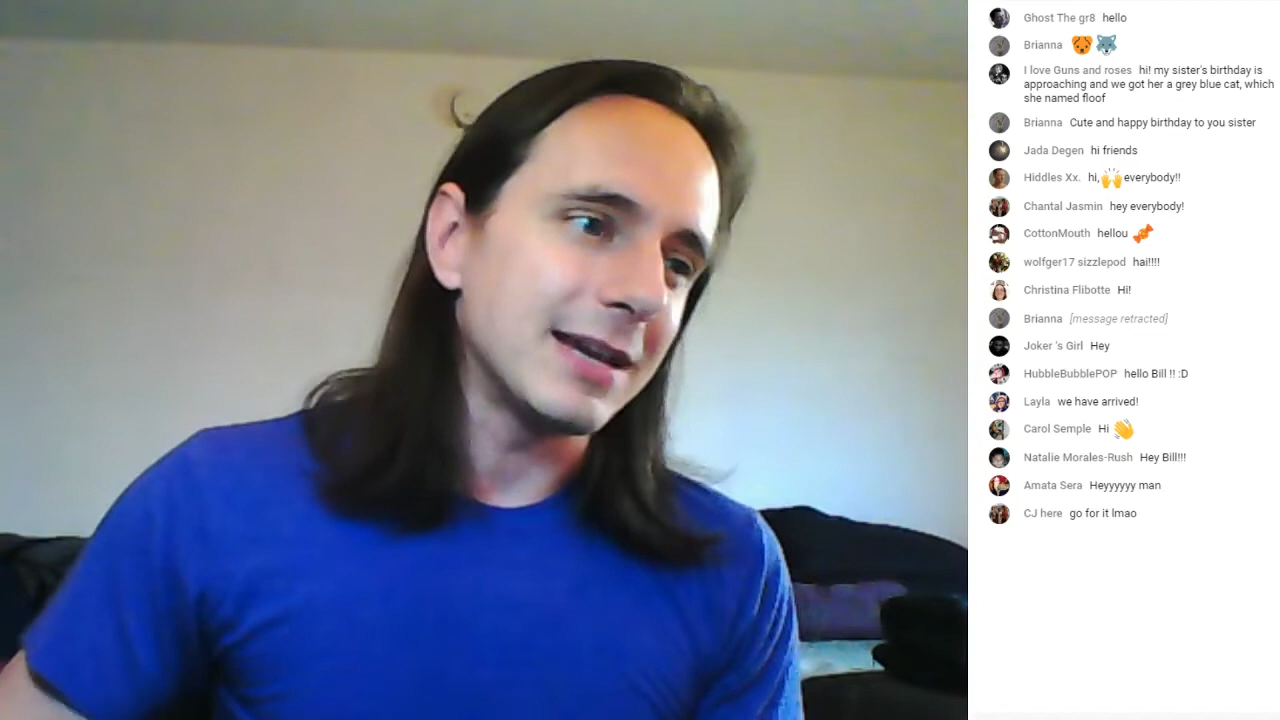 Ghost The gr8 hello
Brianna 🐻🐺
I love Guns and roses hi! my sister's birthday is
approaching and we got her a grey blue cat, which
she named floof
Brianna Cute and happy birthday to you sister
Jada Degen hi friends
Hiddles Xx. hi,🙌everybody!!
Chantal Jasmin hey everybody!
CottonMouth hellou 🍬
wolfger17 sizzlepod hai!!!!
Christina Flibotte Hi!
Brianna [message retracted]
Joker 's Girl Hey
HubbleBubblePOP hello Bill !! :D
Layla we have arrived!
Carol Semple Hi 👋
Natalie Morales-Rush Hey Bill!!!
Amata Sera Heyyyyyy man
CJ here go for it lmao